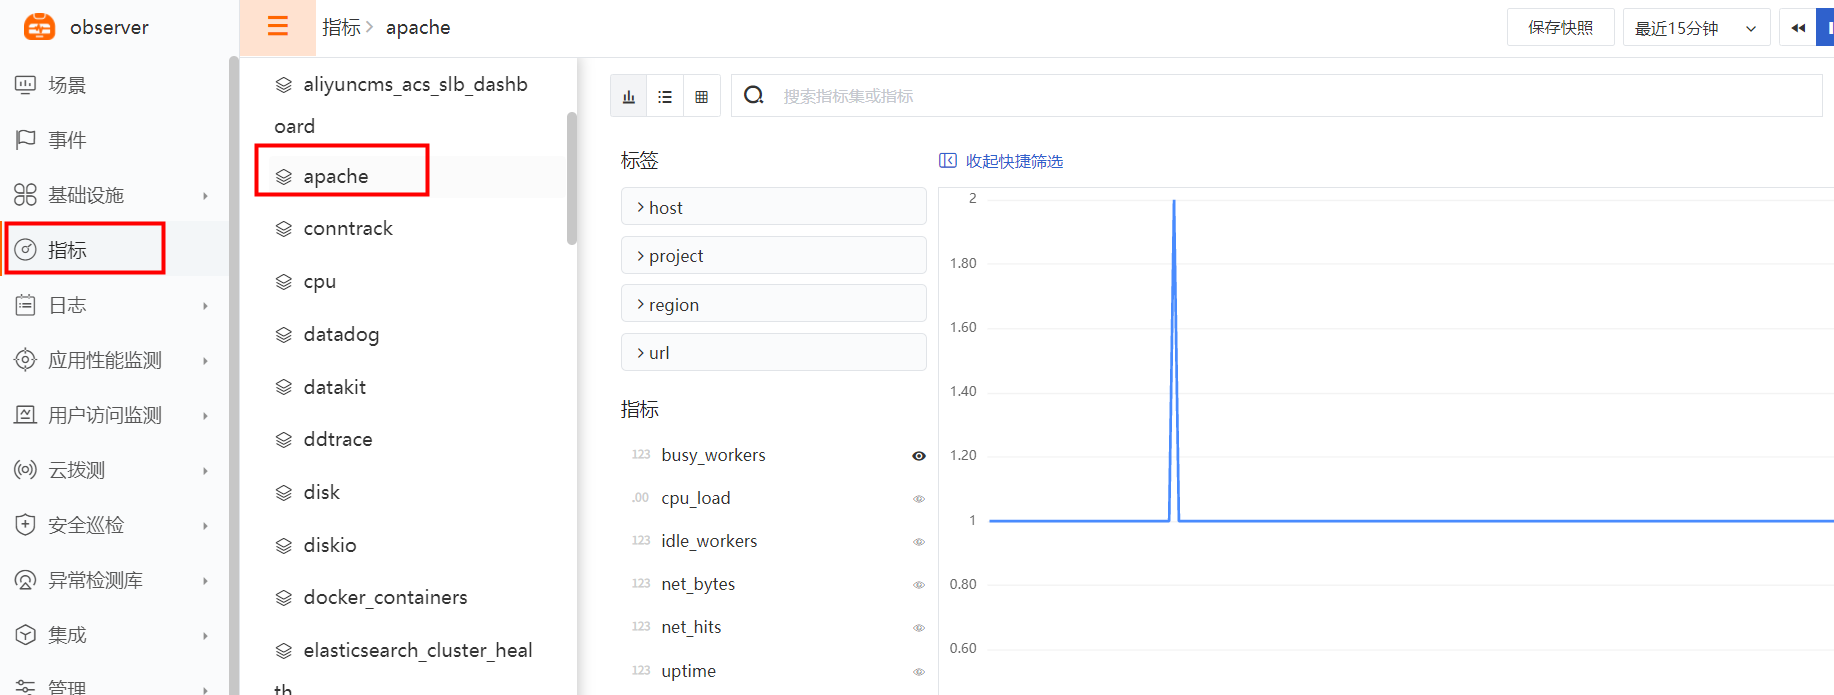 observer
指标 > apache
保存快照
最近15分钟
场景
事件
基础设施
指标
日志
应用性能监测
用户访问监测
云拨测
安全巡检
异常检测库
集成
管理
aliyuncms_acs_slb_dashb
oard
apache
conntrack
cpu
datadog
datakit
ddtrace
disk
diskio
docker_containers
elasticsearch_cluster_heal
th
搜索指标集或指标
标签
host
project
region
url
指标
123 busy_workers
.00 cpu_load
123 idle_workers
123 net_bytes
123 net_hits
123 uptime
收起快捷筛选
2
1.80
1.60
1.40
1.20
1
0.80
0.60